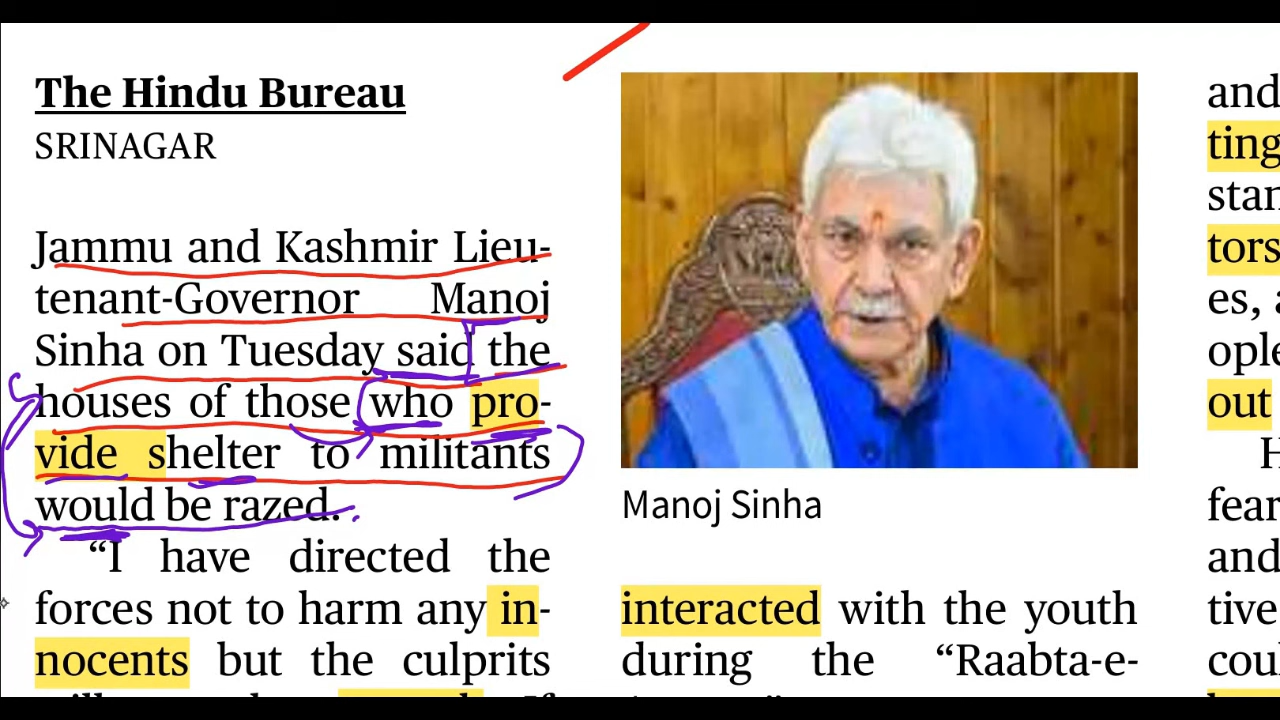 The Hindu Bureau
SRINAGAR
Jammu and Kashmir Lieu-
tenant-Governor Manoj
Sinha on Tuesday said the
houses of those who pro-
vide shelter to militants
would be razed.
“I have directed the
forces not to harm any in-
nocents but the culprits
Manoj Sinha
interacted with the youth
during the “Raabta-e-
and
ting
stan
tors
es, a
ople
out
H
fear
and
tive
coul